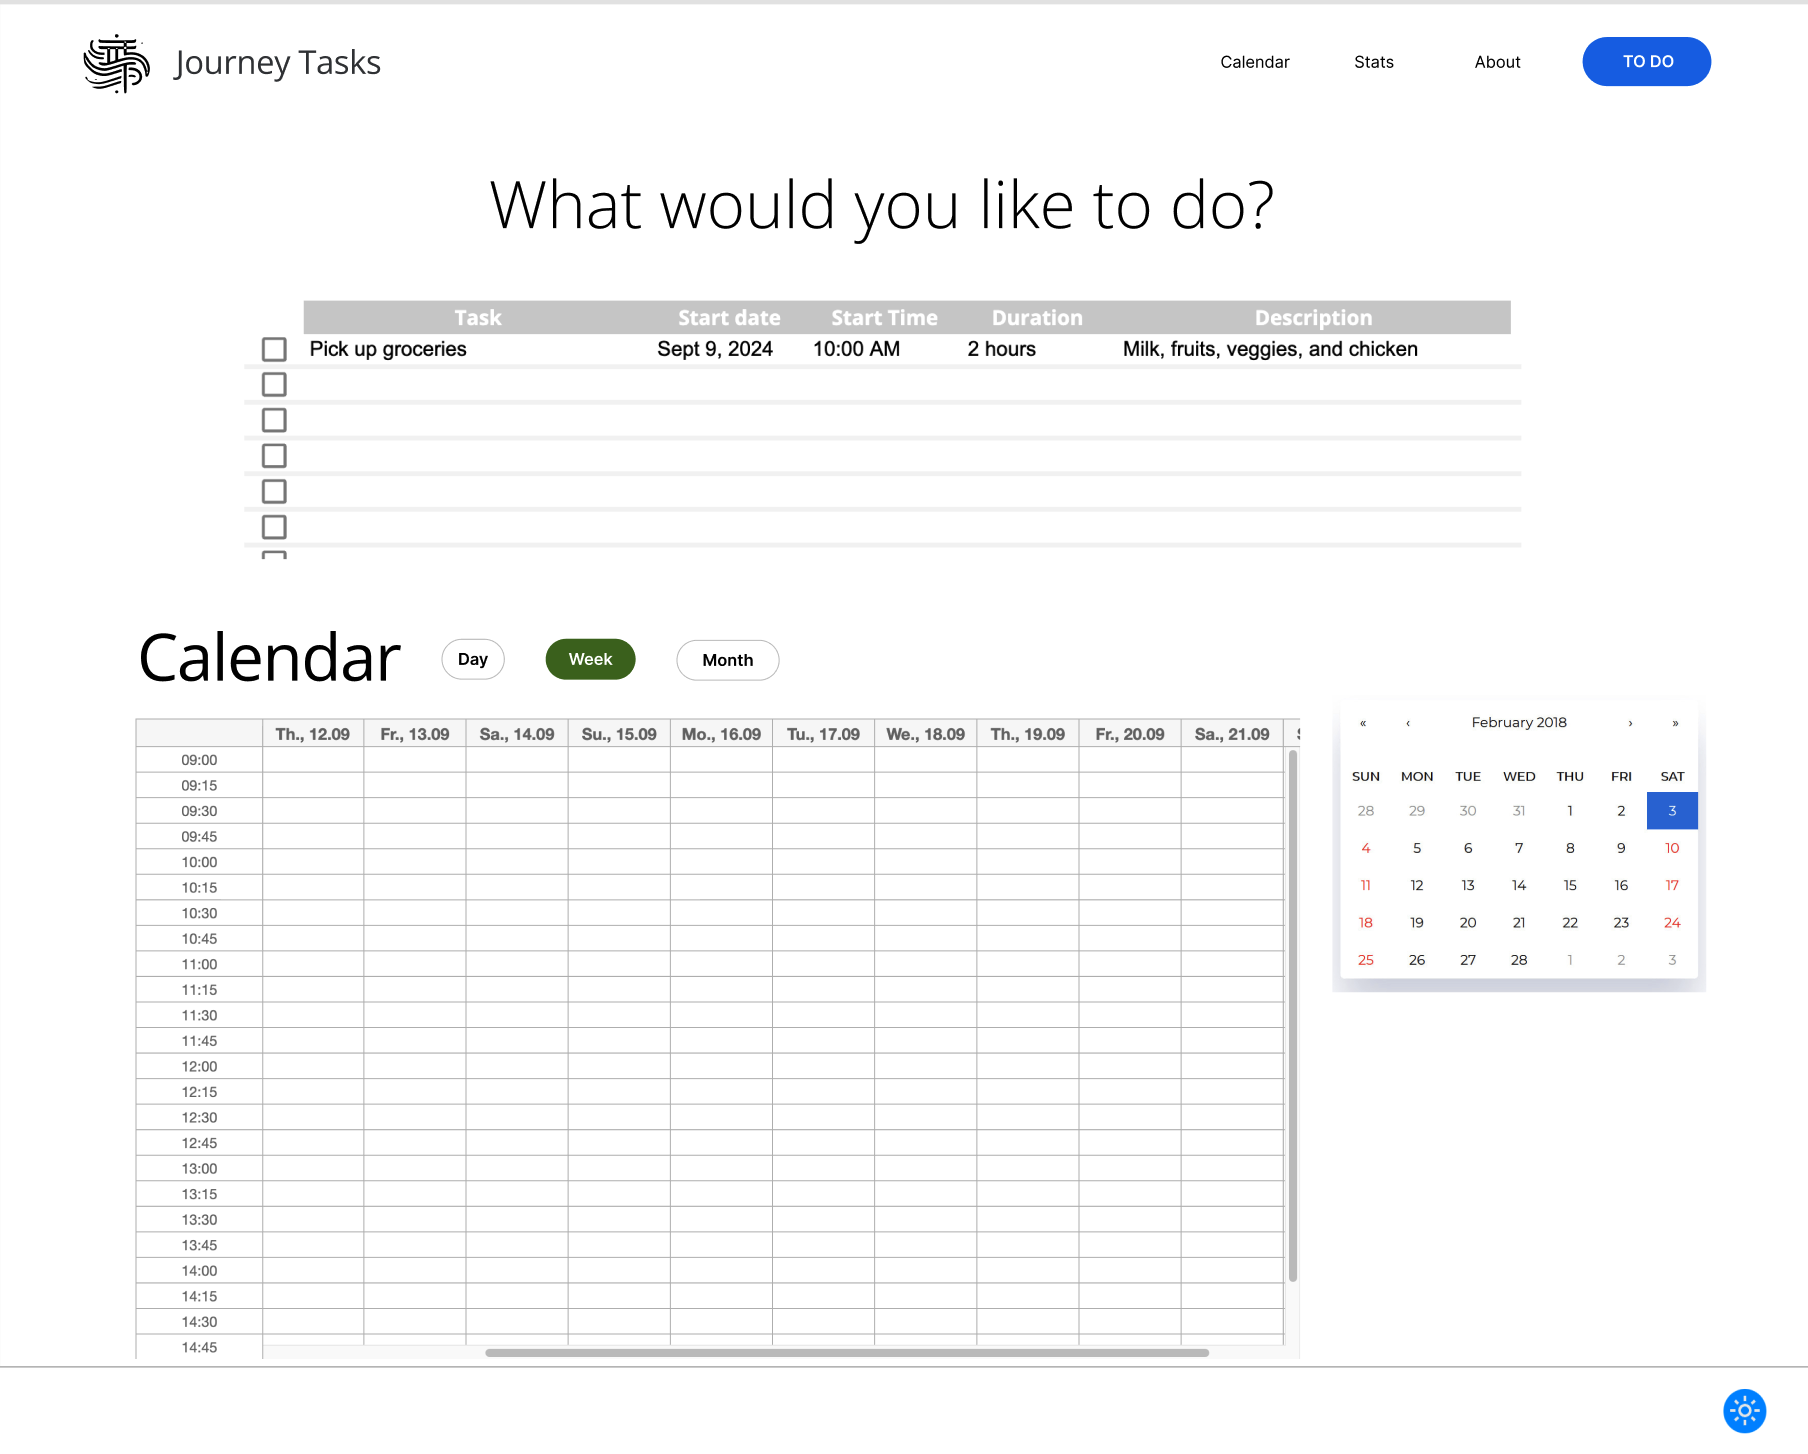 Journey Tasks
Calendar Stats About TO DO
What would you like to do?
Task Start date Start Time Duration Description
Pick up groceries Sept 9, 2024 10:00 AM 2 hours Milk, fruits, veggies, and chicken
Calendar Day Week Month
Th., 12.09 Fr., 13.09 Sa., 14.09 Su., 15.09 Mo., 16.09 Tu., 17.09 We., 18.09 Th., 19.09 Fr., 20.09 Sa., 21.09
09:00
09:15
09:30
09:45
10:00
10:15
10:30
10:45
11:00
11:15
11:30
11:45
12:00
12:15
12:30
12:45
13:00
13:15
13:30
13:45
14:00
14:15
14:30
14:45
« ‹ February 2018 › »
SUN MON TUE WED THU FRI SAT
28 29 30 31 1 2 3
4 5 6 7 8 9 10
11 12 13 14 15 16 17
18 19 20 21 22 23 24
25 26 27 28 1 2 3